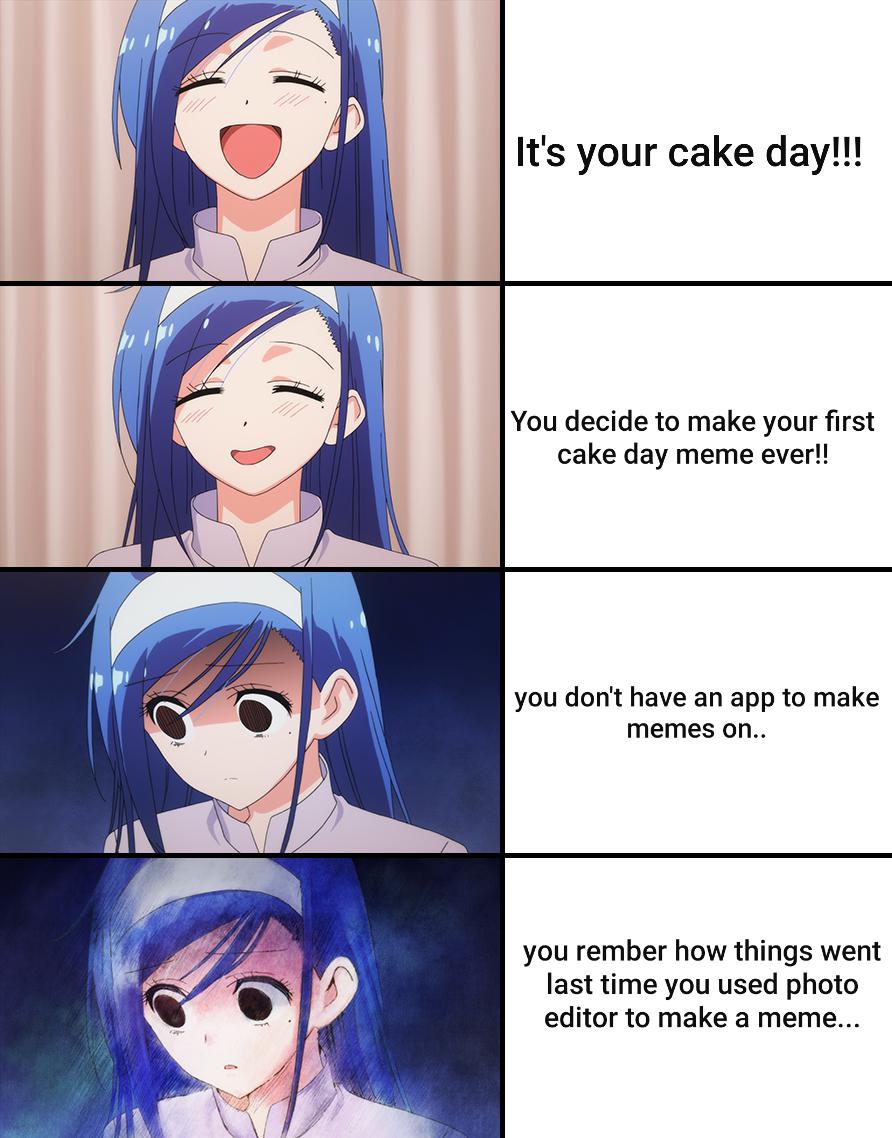 It's your cake day!!!
You decide to make your first
cake day meme ever!!
you don't have an app to make
memes on..
you rember how things went
last time you used photo
editor to make a meme...